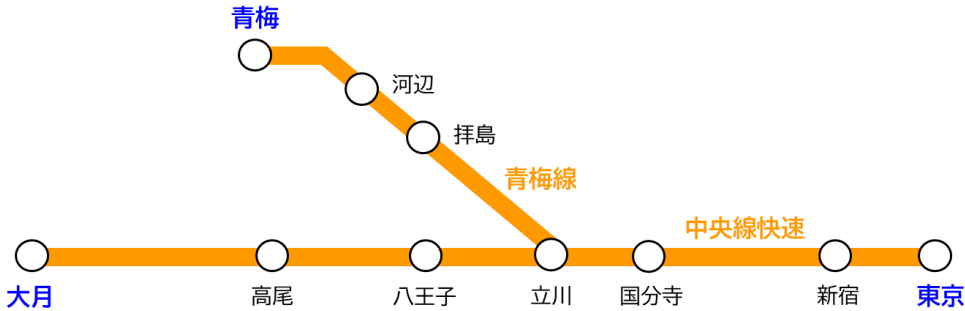 青梅
河辺
拝島
青梅線
中央線快速
大月
高尾
八王子
立川
国分寺
新宿
東京